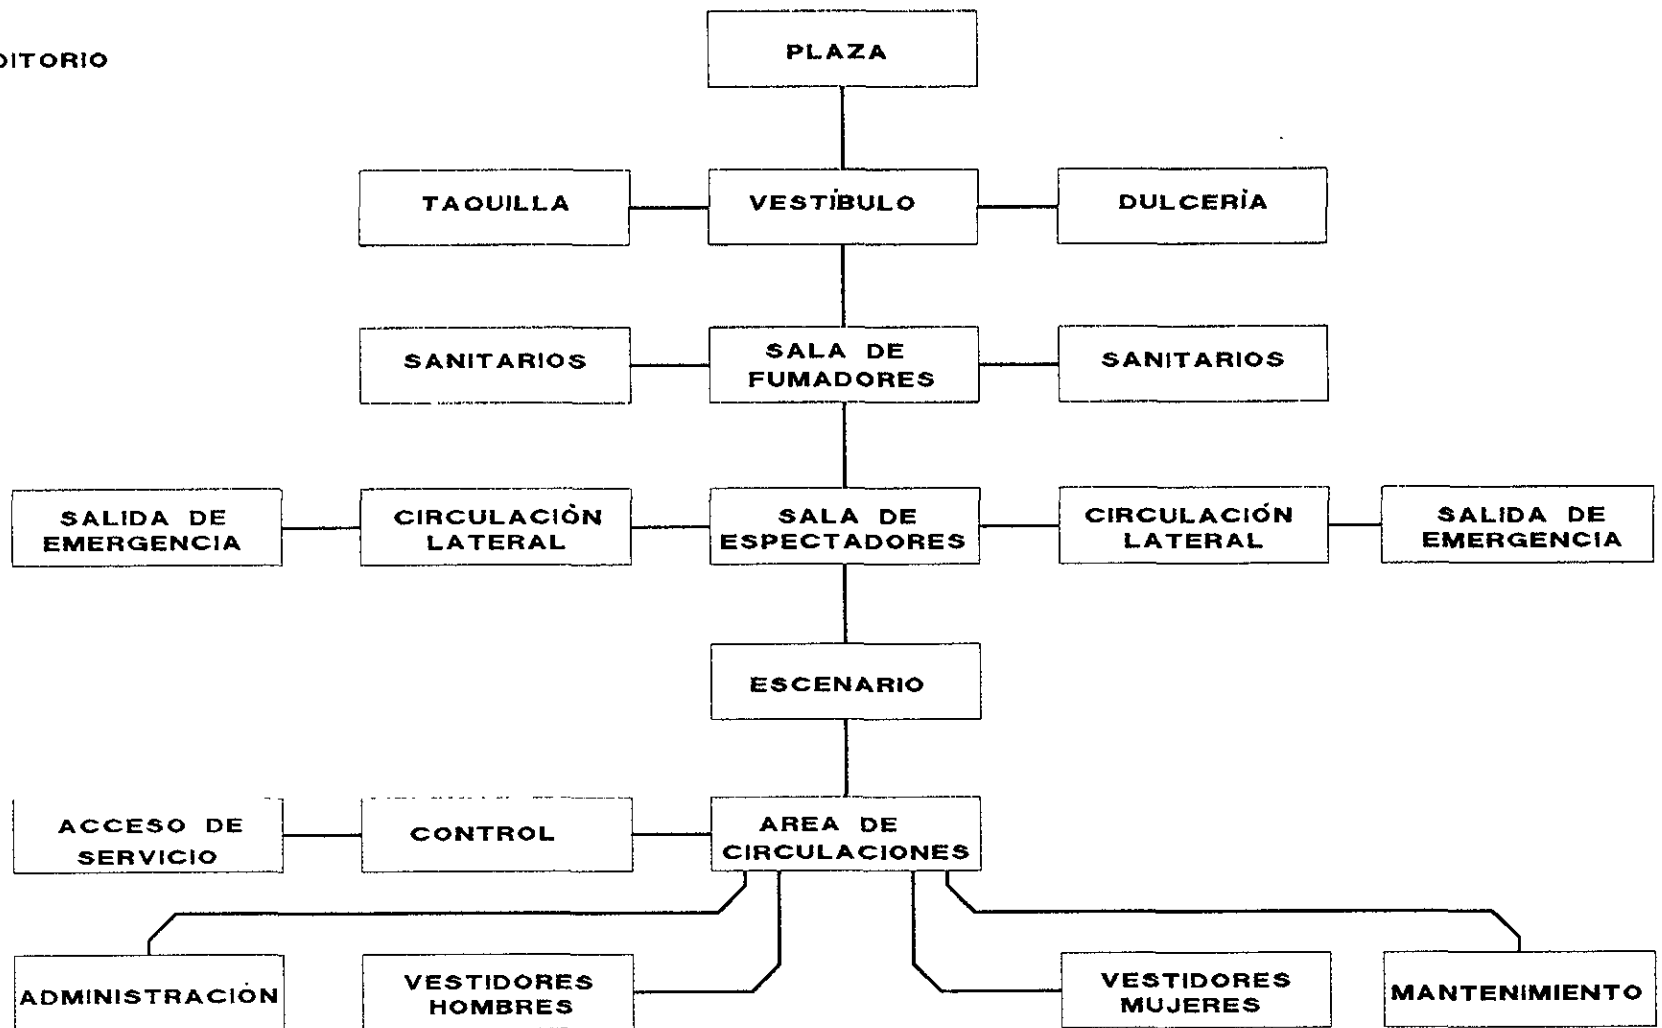 DITORIO
PLAZA
TAQUILLA
VESTÍBULO
DULCERÍA
SANITARIOS
SALA DE
FUMADORES
SANITARIOS
SALIDA DE
EMERGENCIA
CIRCULACIÓN
LATERAL
SALA DE
ESPECTADORES
CIRCULACIÓN
LATERAL
SALIDA DE
EMERGENCIA
ESCENARIO
ACCESO DE
SERVICIO
CONTROL
AREA DE
CIRCULACIONES
ADMINISTRACIÓN
VESTIDORES
HOMBRES
VESTIDORES
MUJERES
MANTENIMIENTO